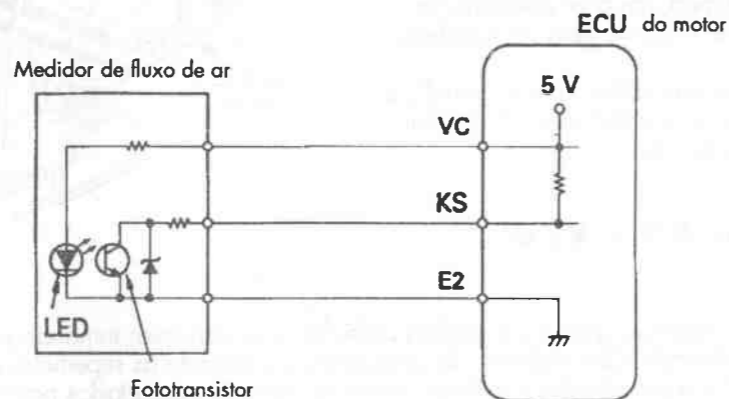 ECU do motor
Medidor de fluxo de ar
5 V
VC
KS
E2
LED
Fototransistor